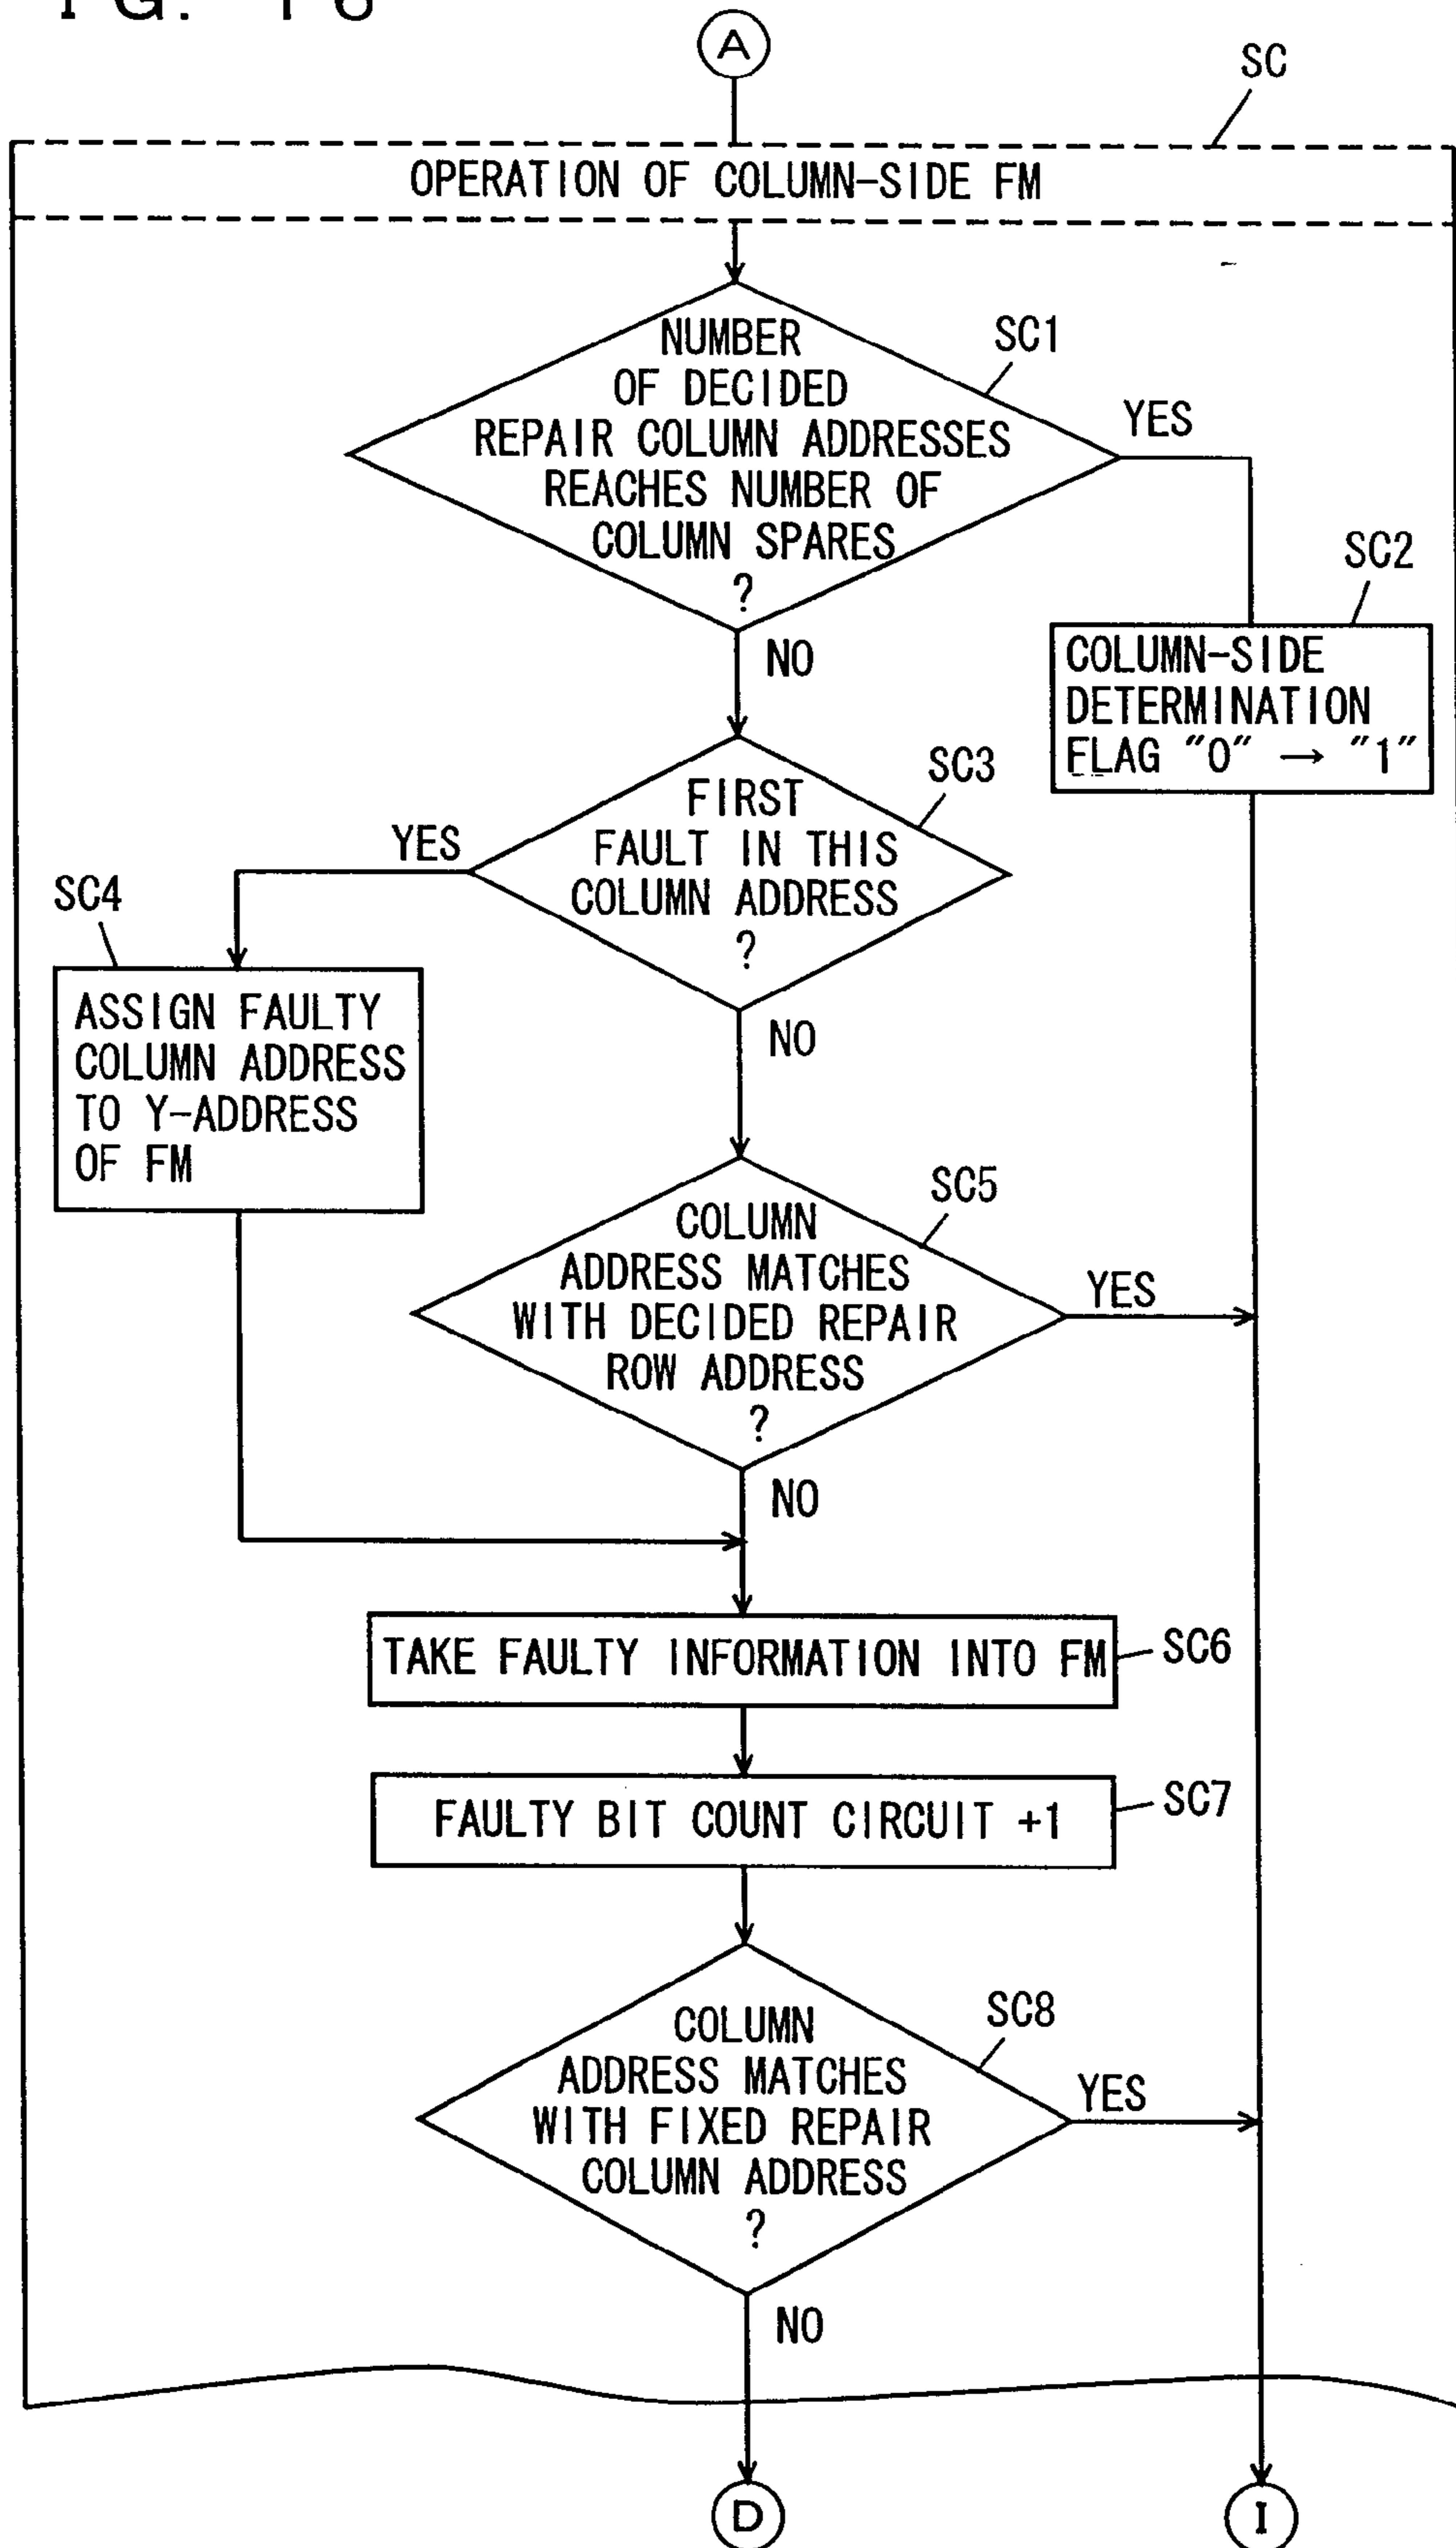 FIG. 16
A
SC
OPERATION OF COLUMN-SIDE FM
NUMBER
OF DECIDED
REPAIR COLUMN ADDRESSES
REACHES NUMBER OF
COLUMN SPARES
?
SC1
YES
NO
SC2
COLUMN-SIDE
DETERMINATION
FLAG "0" → "1"
FIRST
FAULT IN THIS
COLUMN ADDRESS
?
SC3
YES
NO
SC4
ASSIGN FAULTY
COLUMN ADDRESS
TO Y-ADDRESS
OF FM
COLUMN
ADDRESS MATCHES
WITH DECIDED REPAIR
ROW ADDRESS
?
SC5
YES
NO
TAKE FAULTY INFORMATION INTO FM
SC6
FAULTY BIT COUNT CIRCUIT +1
SC7
COLUMN
ADDRESS MATCHES
WITH FIXED REPAIR
COLUMN ADDRESS
?
SC8
YES
NO
D
I